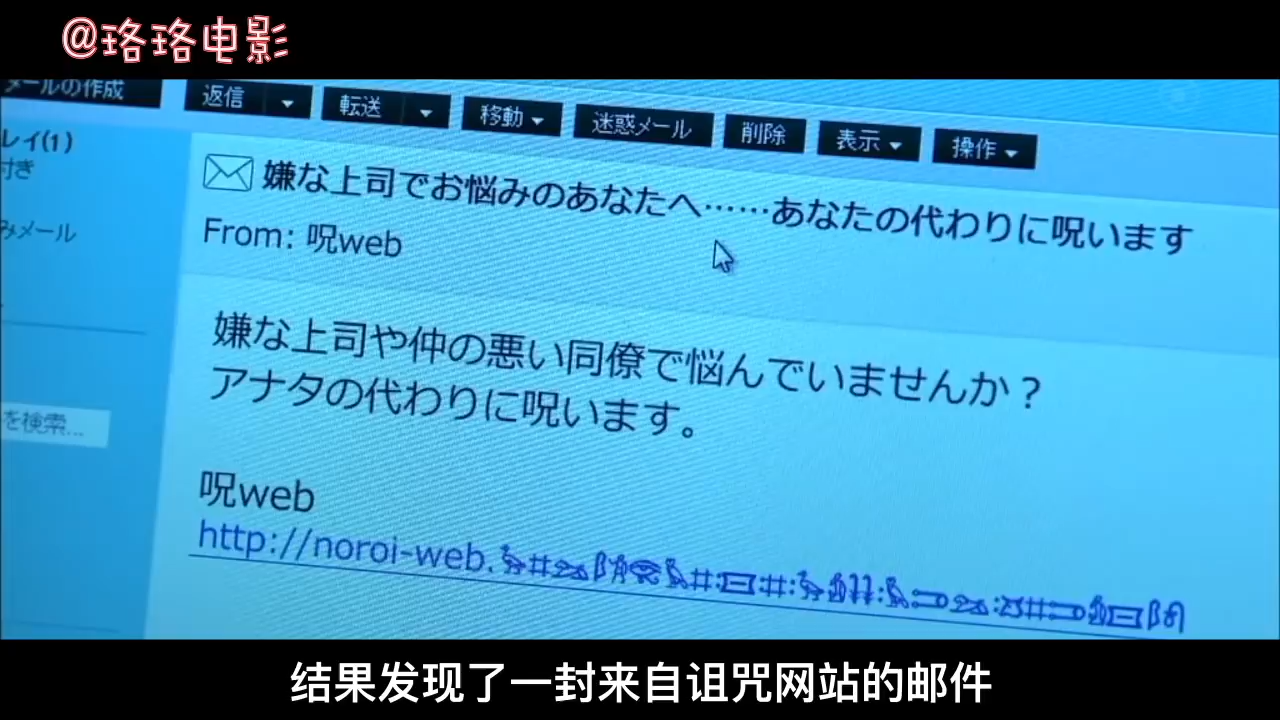 @珞珞电影
メールの作成
返信
転送
移動
迷惑メール
削除
表示
操作
レイ(1)
付き
みメール
を検索...
嫌な上司でお悩みのあなたへ……あなたの代わりに呪います
From: 呪web
嫌な上司や仲の悪い同僚で悩んでいませんか？
アナタの代わりに呪います。
呪web
http://noroi-web.
结果发现了一封来自诅咒网站的邮件